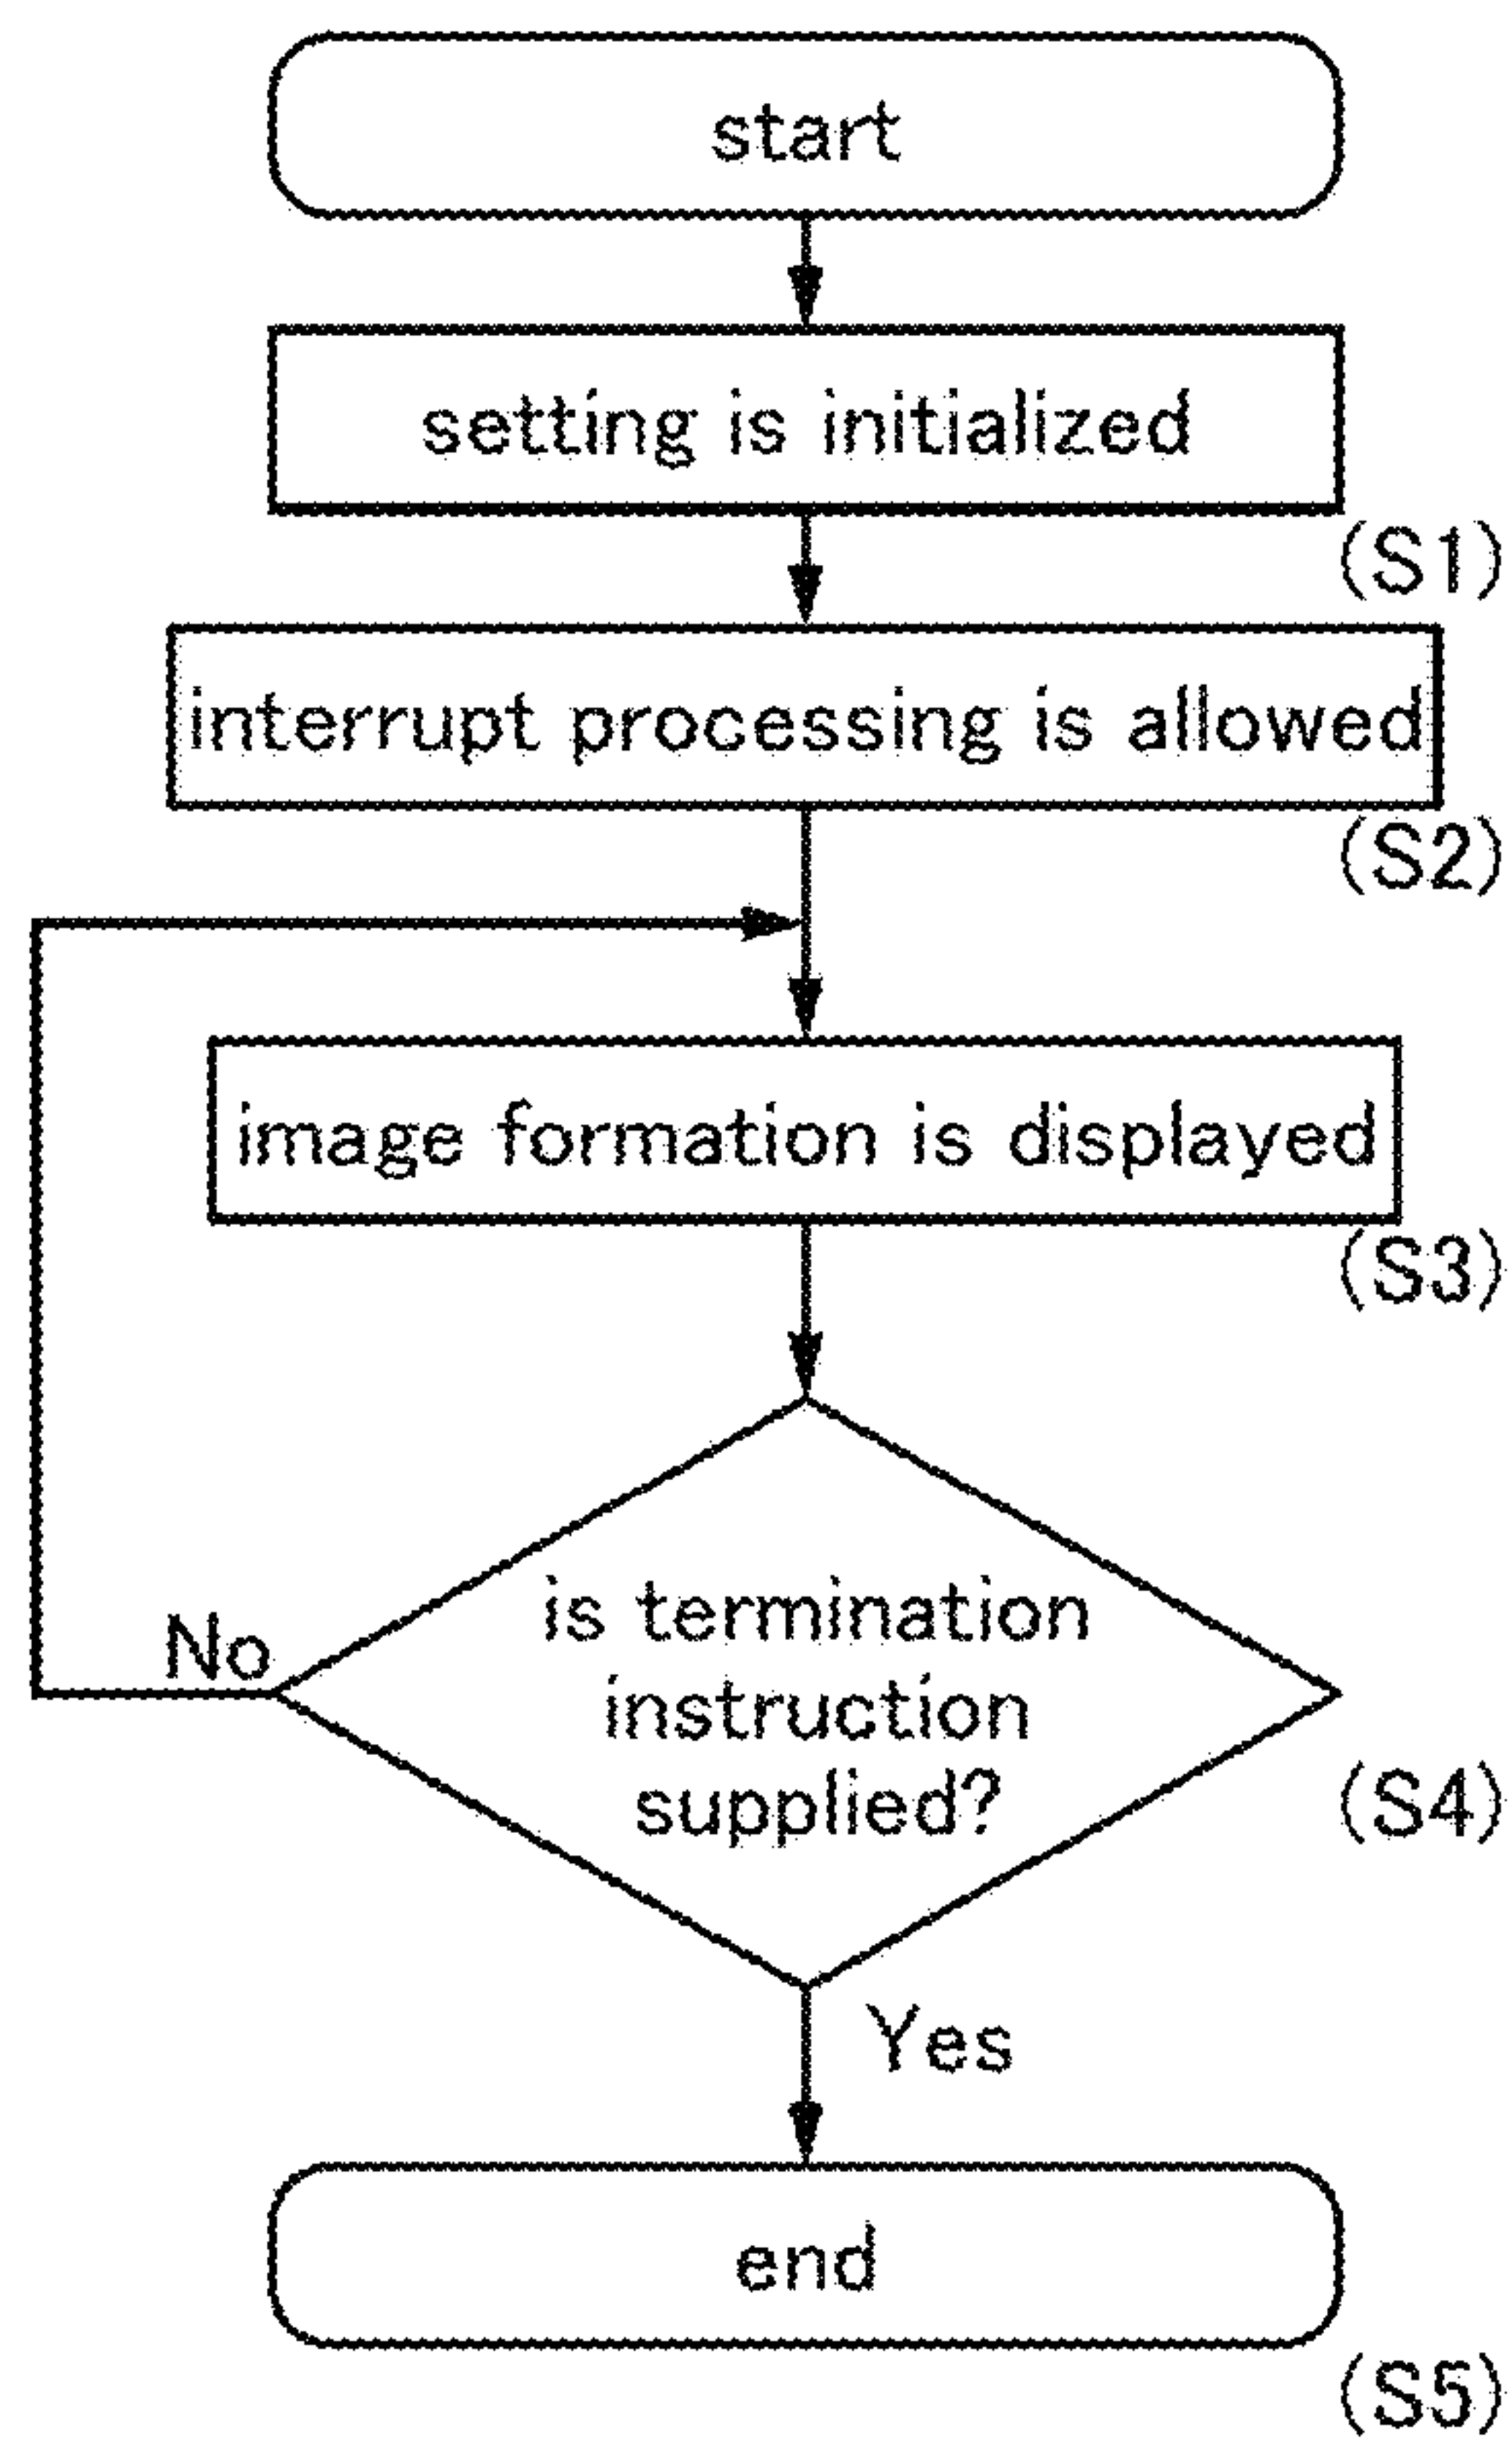 start
setting is initialized
(S1)
interrupt processing is allowed
(S2)
image formation is displayed
(S3)
is termination
instruction
supplied?
No
(S4)
Yes
end
(S5)